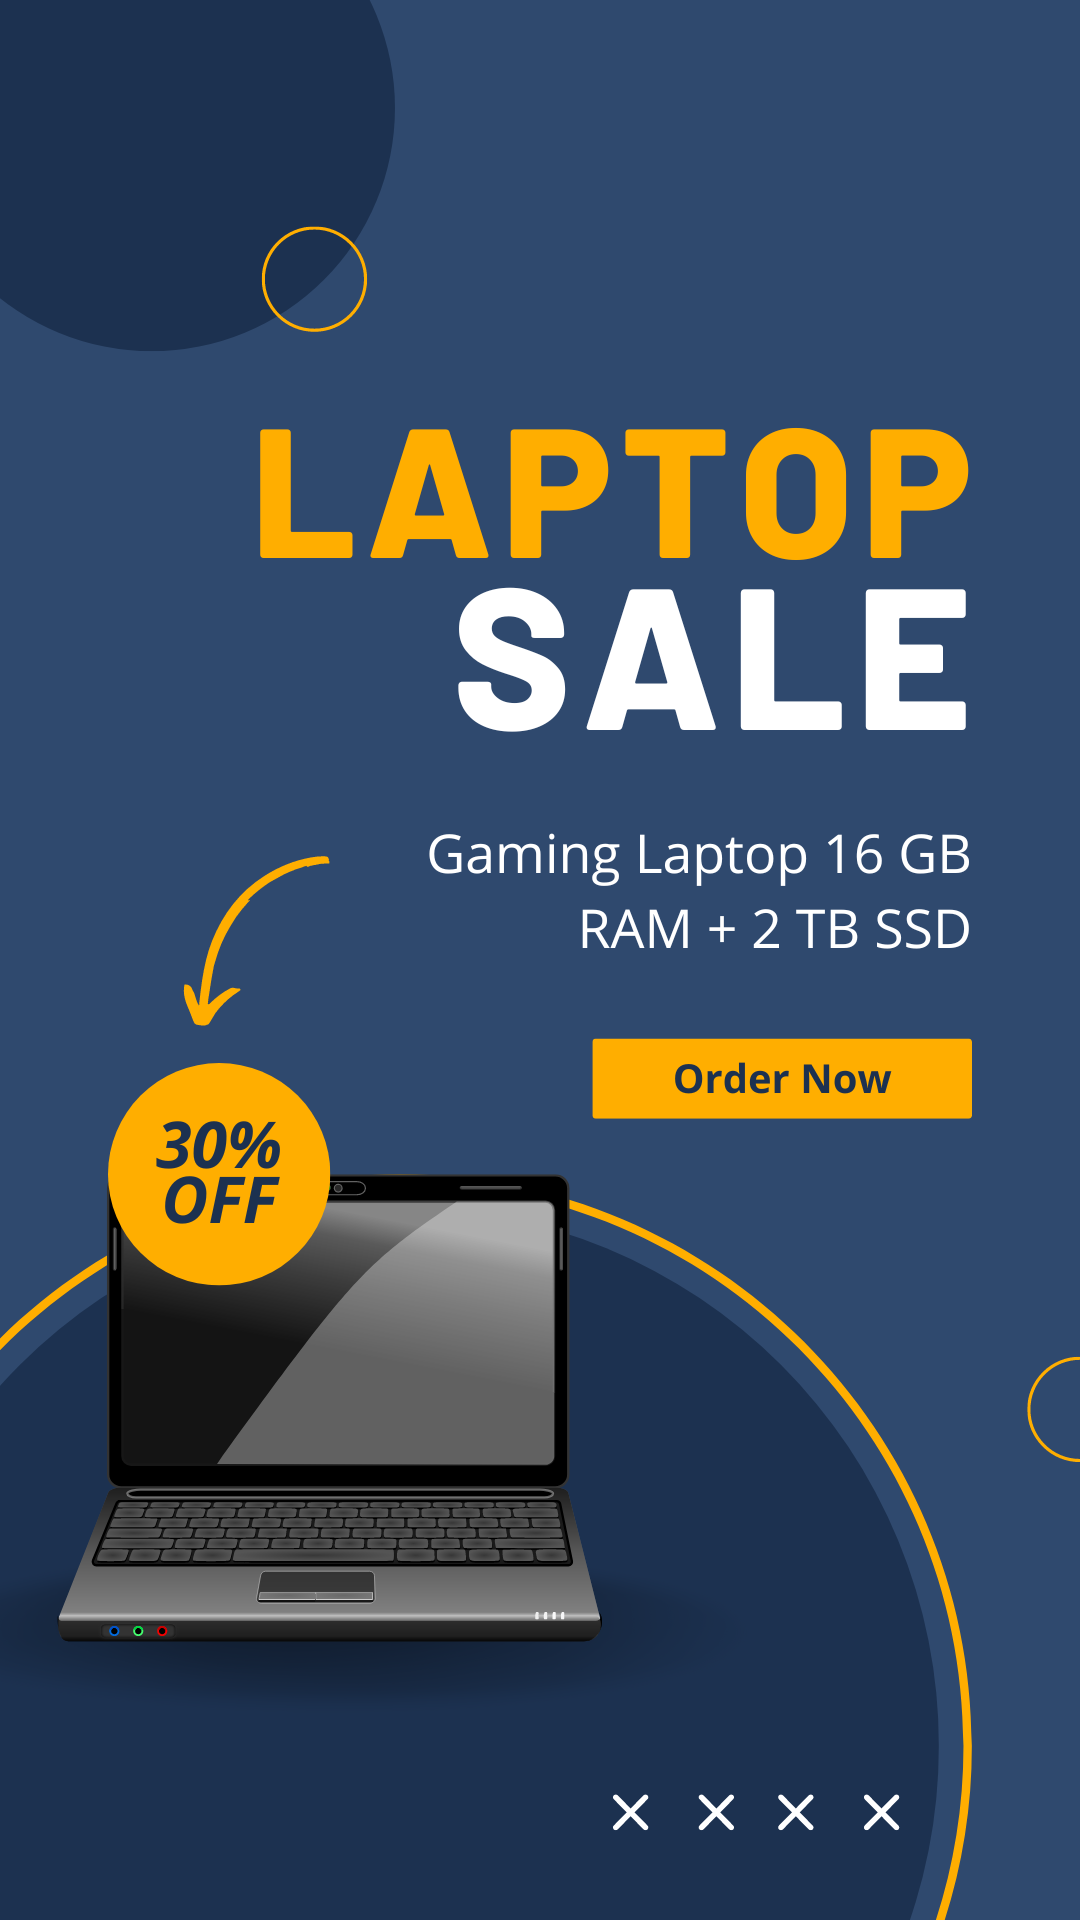 LAPTOP
SALE
Gaming Laptop 16 GB
RAM + 2 TB SSD
Order Now
30%
OFF